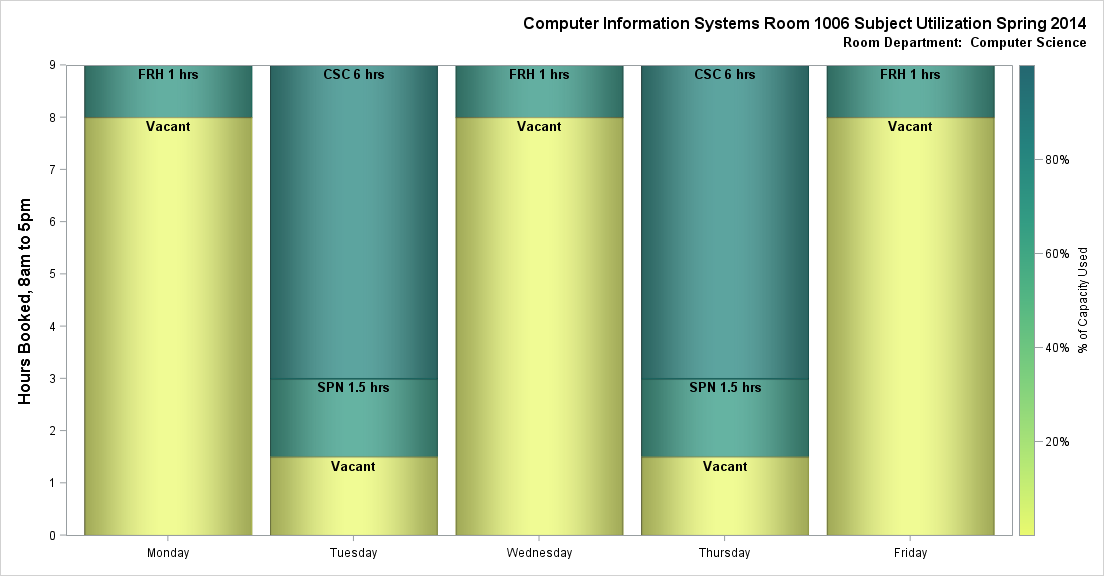 Computer Information Systems Room 1006 Subject Utilization Spring 2014
Room Department:  Computer Science
Hours Booked, 8am to 5pm
9
8
7
6
5
4
3
2
1
0
FRH 1 hrs
Vacant
CSC 6 hrs
SPN 1.5 hrs
Vacant
FRH 1 hrs
Vacant
CSC 6 hrs
SPN 1.5 hrs
Vacant
FRH 1 hrs
Vacant
Monday
Tuesday
Wednesday
Thursday
Friday
80%
60%
40%
20%
% of Capacity Used